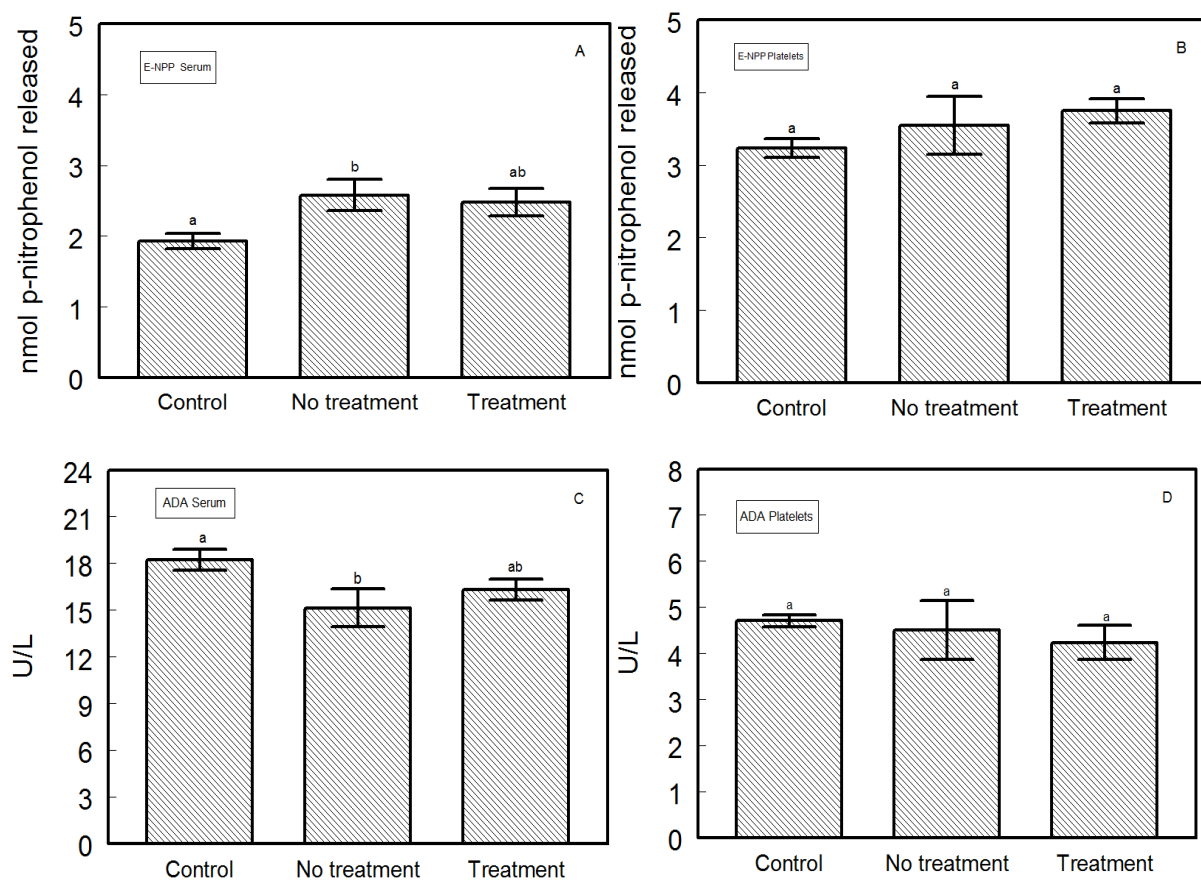 nmol p-nitrophenol released
5
4
3
2
1
0
E-NPP Serum
A
a
b
ab
Control No treatment Treatment
nmol p-nitrophenol released
5
4
3
2
1
0
E-NPP Platelets
B
a
a
a
Control No treatment Treatment
U/L
24
21
18
15
12
9
6
3
0
ADA Serum
C
a
b
ab
Control No treatment Treatment
U/L
8
7
6
5
4
3
2
1
0
ADA Platelets
D
a
a
a
Control No treatment Treatment